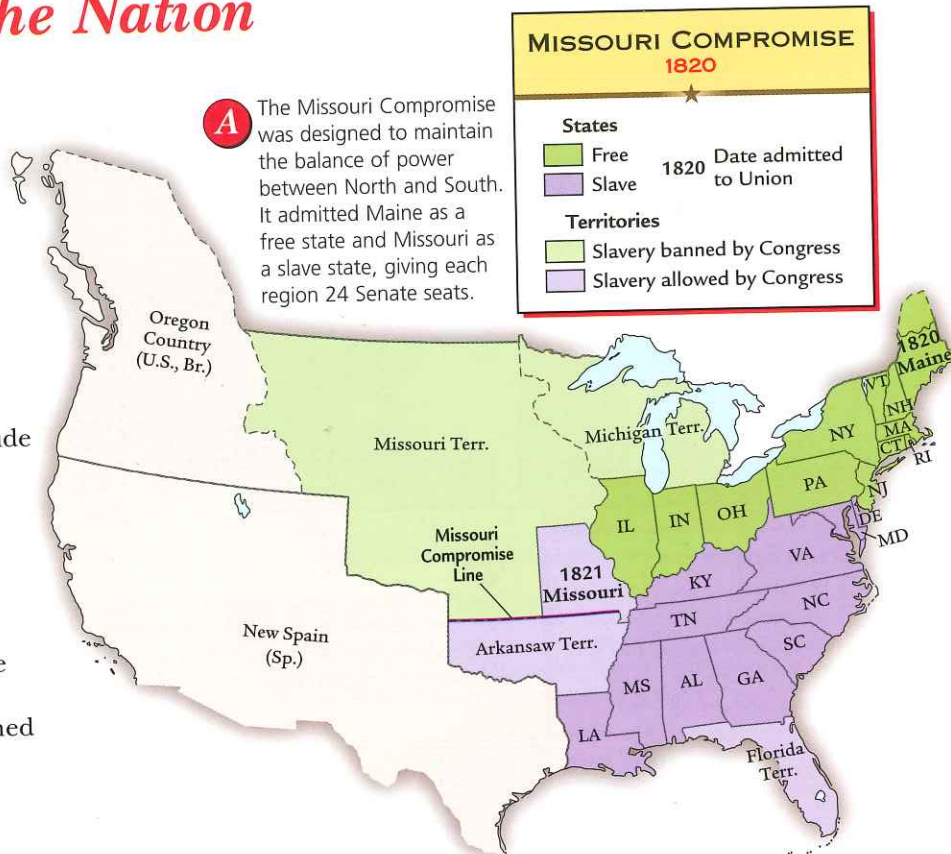 he Nation
A
The Missouri Compromise
was designed to maintain
the balance of power
between North and South.
It admitted Maine as a
free state and Missouri as
a slave state, giving each
region 24 Senate seats.
MISSOURI COMPROMISE
1820
States
Free
Slave
1820 Date admitted
to Union
Territories
Slavery banned by Congress
Slavery allowed by Congress
ude
e
ned
Oregon
Country
(U.S., Br.)
Missouri Terr.
Michigan Terr.
1820
Maine
VT
NH
MA
CT
RI
NY
PA
NJ
DE
MD
IL
IN
OH
Missouri
Compromise
Line
1821
Missouri
KY
VA
New Spain
(Sp.)
Arkansaw Terr.
TN
NC
SC
MS
AL
GA
LA
Florida
Terr.